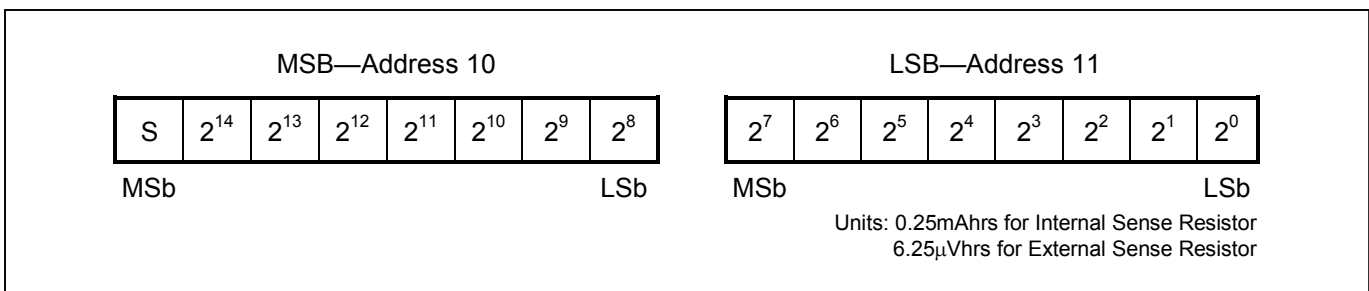 MSB—Address 10
LSB—Address 11
S 2^14 2^13 2^12 2^11 2^10 2^9 2^8
2^7 2^6 2^5 2^4 2^3 2^2 2^1 2^0
MSb LSb
MSb LSb
Units: 0.25mAhrs for Internal Sense Resistor
6.25μVhrs for External Sense Resistor